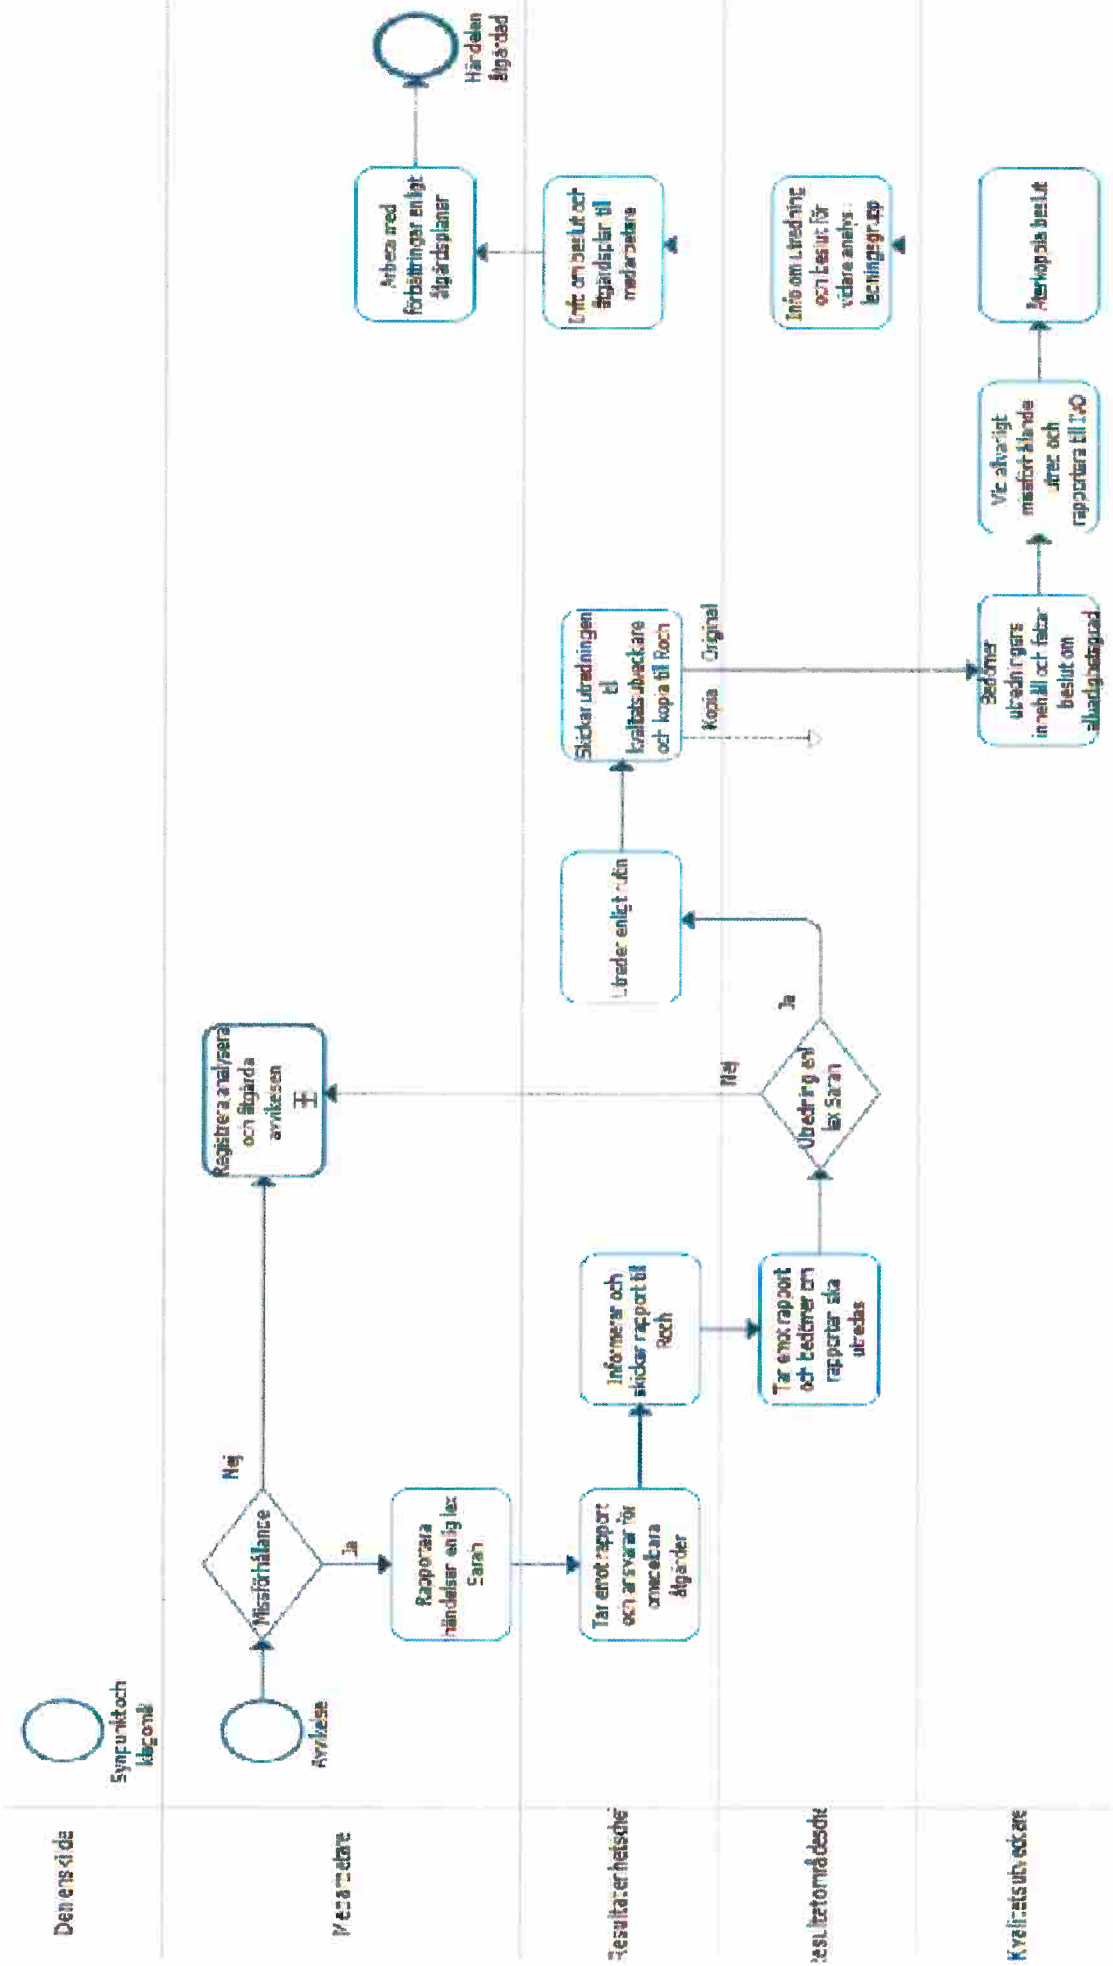 Den enskilda
Synpunkt och
klagomål
Medarbetare
Avvikelse
Missförhållande
Nej
Ja
Registrera analysera
och åtgärda
avvikelsen
Rapportera
händelser enlig lex
Sarah
Arbeta med
förbättringar enligt
åtgärdsplaner
Händelsen
åtgärdad
Resultatenhetschef
Tar emot rapport
och ansvarar för
omedelbara
åtgärder
Informerar och
skickar rapport till
Roch
Utreder enligt rutin
Skickar utredningen
till
kvalitetsutvecklare
och kopia till Roch
Kopia
Original
Info om beslut och
åtgärdsplan till
medarbetare
Resultatområdeschef
Tar emot rapport
och bedömer om
rapporten ska
utredas
Utredning enl
lex Sarah
Nej
Ja
Info om utredning
och beslut för
vidare analys i
ledningsgrupp
Kvalitetsutvecklare
Bedömer
utredningens
innehåll och fattar
beslut om
allvarlighetsgrad
Vid allvarligt
missförhållande
utred och
rapportera till IVO
Återkoppla beslut